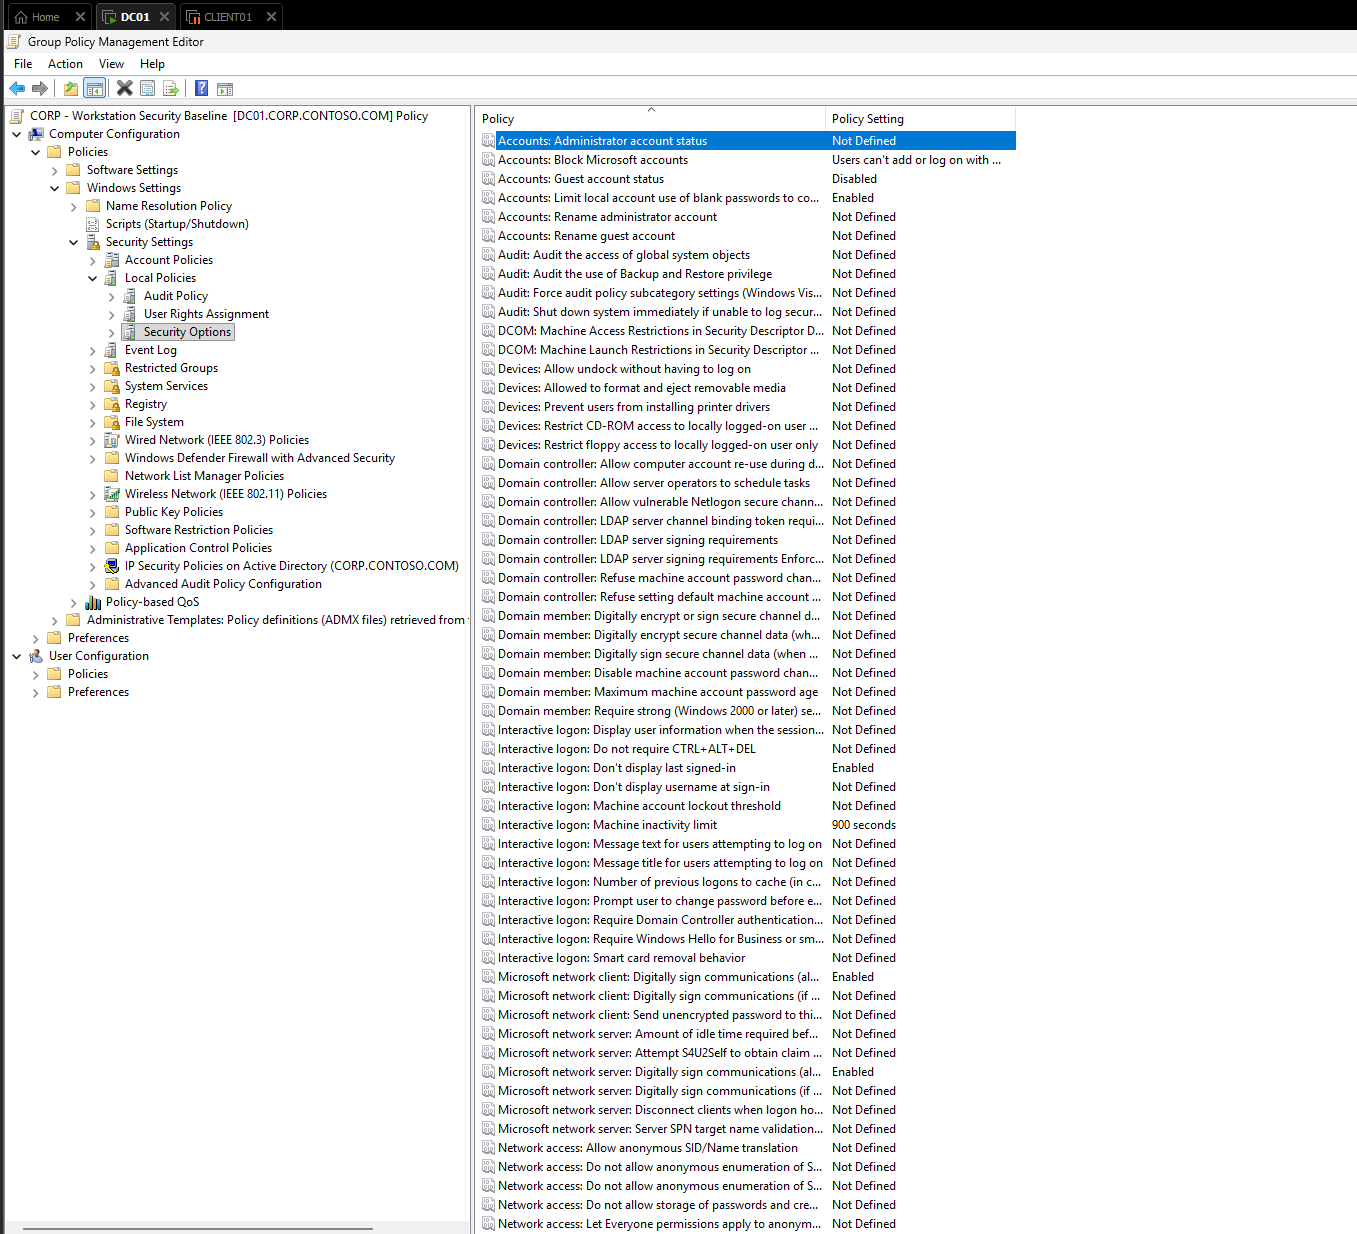 Home
DC01
CLIENT01
Group Policy Management Editor
File Action View Help
CORP - Workstation Security Baseline [DC01.CORP.CONTOSO.COM] Policy
Computer Configuration
Policies
Software Settings
Windows Settings
Name Resolution Policy
Scripts (Startup/Shutdown)
Security Settings
Account Policies
Local Policies
Audit Policy
User Rights Assignment
Security Options
Event Log
Restricted Groups
System Services
Registry
File System
Wired Network (IEEE 802.3) Policies
Windows Defender Firewall with Advanced Security
Network List Manager Policies
Wireless Network (IEEE 802.11) Policies
Public Key Policies
Software Restriction Policies
Application Control Policies
IP Security Policies on Active Directory (CORP.CONTOSO.COM)
Advanced Audit Policy Configuration
Policy-based QoS
Administrative Templates: Policy definitions (ADMX files) retrieved from
Preferences
User Configuration
Policies
Preferences
Policy Policy Setting
Accounts: Administrator account status Not Defined
Accounts: Block Microsoft accounts Users can't add or log on with ...
Accounts: Guest account status Disabled
Accounts: Limit local account use of blank passwords to co... Enabled
Accounts: Rename administrator account Not Defined
Accounts: Rename guest account Not Defined
Audit: Audit the access of global system objects Not Defined
Audit: Audit the use of Backup and Restore privilege Not Defined
Audit: Force audit policy subcategory settings (Windows Vis... Not Defined
Audit: Shut down system immediately if unable to log secur... Not Defined
DCOM: Machine Access Restrictions in Security Descriptor D... Not Defined
DCOM: Machine Launch Restrictions in Security Descriptor ... Not Defined
Devices: Allow undock without having to log on Not Defined
Devices: Allowed to format and eject removable media Not Defined
Devices: Prevent users from installing printer drivers Not Defined
Devices: Restrict CD-ROM access to locally logged-on user ... Not Defined
Devices: Restrict floppy access to locally logged-on user only Not Defined
Domain controller: Allow computer account re-use during d... Not Defined
Domain controller: Allow server operators to schedule tasks Not Defined
Domain controller: Allow vulnerable Netlogon secure chann... Not Defined
Domain controller: LDAP server channel binding token requi... Not Defined
Domain controller: LDAP server signing requirements Not Defined
Domain controller: LDAP server signing requirements Enforc... Not Defined
Domain controller: Refuse machine account password chan... Not Defined
Domain controller: Refuse setting default machine account ... Not Defined
Domain member: Digitally encrypt or sign secure channel d... Not Defined
Domain member: Digitally encrypt secure channel data (wh... Not Defined
Domain member: Digitally sign secure channel data (when ... Not Defined
Domain member: Disable machine account password chan... Not Defined
Domain member: Maximum machine account password age Not Defined
Domain member: Require strong (Windows 2000 or later) se... Not Defined
Interactive logon: Display user information when the session... Not Defined
Interactive logon: Do not require CTRL+ALT+DEL Not Defined
Interactive logon: Don't display last signed-in Enabled
Interactive logon: Don't display username at sign-in Not Defined
Interactive logon: Machine account lockout threshold Not Defined
Interactive logon: Machine inactivity limit 900 seconds
Interactive logon: Message text for users attempting to log on Not Defined
Interactive logon: Message title for users attempting to log on Not Defined
Interactive logon: Number of previous logons to cache (in c... Not Defined
Interactive logon: Prompt user to change password before e... Not Defined
Interactive logon: Require Domain Controller authentication... Not Defined
Interactive logon: Require Windows Hello for Business or sm... Not Defined
Interactive logon: Smart card removal behavior Not Defined
Microsoft network client: Digitally sign communications (al... Enabled
Microsoft network client: Digitally sign communications (if ... Not Defined
Microsoft network client: Send unencrypted password to thi... Not Defined
Microsoft network server: Amount of idle time required bef... Not Defined
Microsoft network server: Attempt S4U2Self to obtain claim ... Not Defined
Microsoft network server: Digitally sign communications (al... Enabled
Microsoft network server: Digitally sign communications (if ... Not Defined
Microsoft network server: Disconnect clients when logon ho... Not Defined
Microsoft network server: Server SPN target name validation... Not Defined
Network access: Allow anonymous SID/Name translation Not Defined
Network access: Do not allow anonymous enumeration of S... Not Defined
Network access: Do not allow anonymous enumeration of S... Not Defined
Network access: Do not allow storage of passwords and cre... Not Defined
Network access: Let Everyone permissions apply to anonym... Not Defined